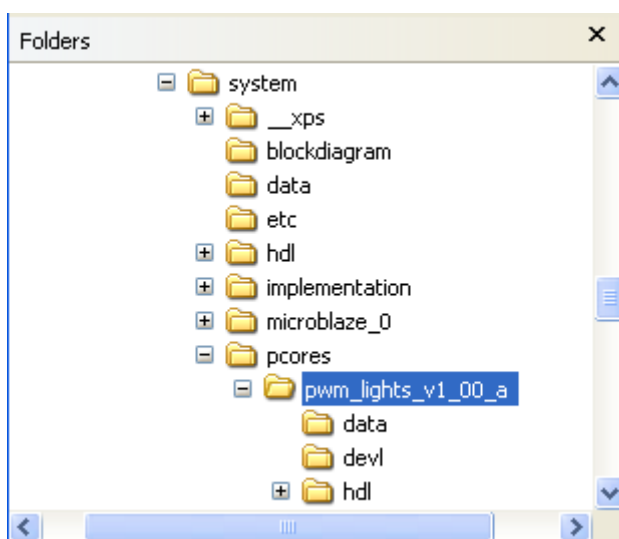 Folders
system
__xps
blockdiagram
data
etc
hdl
implementation
microblaze_0
pcores
pwm_lights_v1_00_a
data
devl
hdl